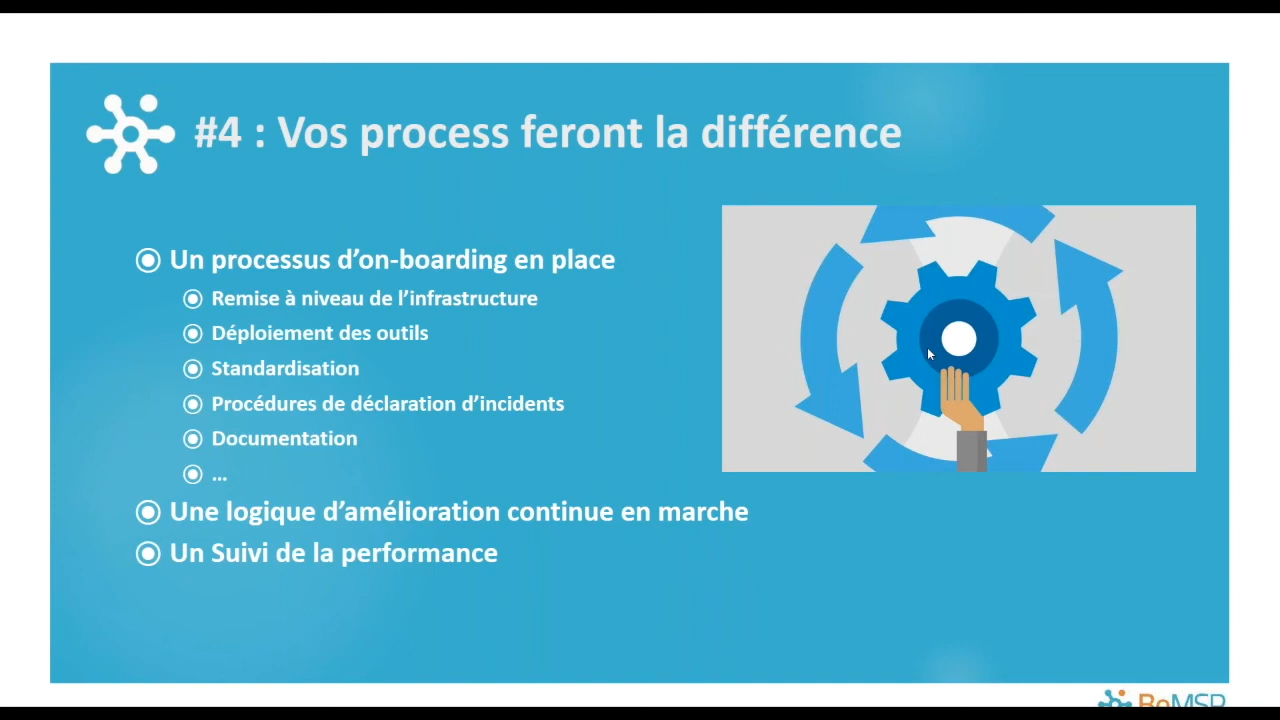 #4 : Vos process feront la différence
Un processus d’on-boarding en place
Remise à niveau de l’infrastructure
Déploiement des outils
Standardisation
Procédures de déclaration d’incidents
Documentation
...
Une logique d’amélioration continue en marche
Un Suivi de la performance
BeMSP